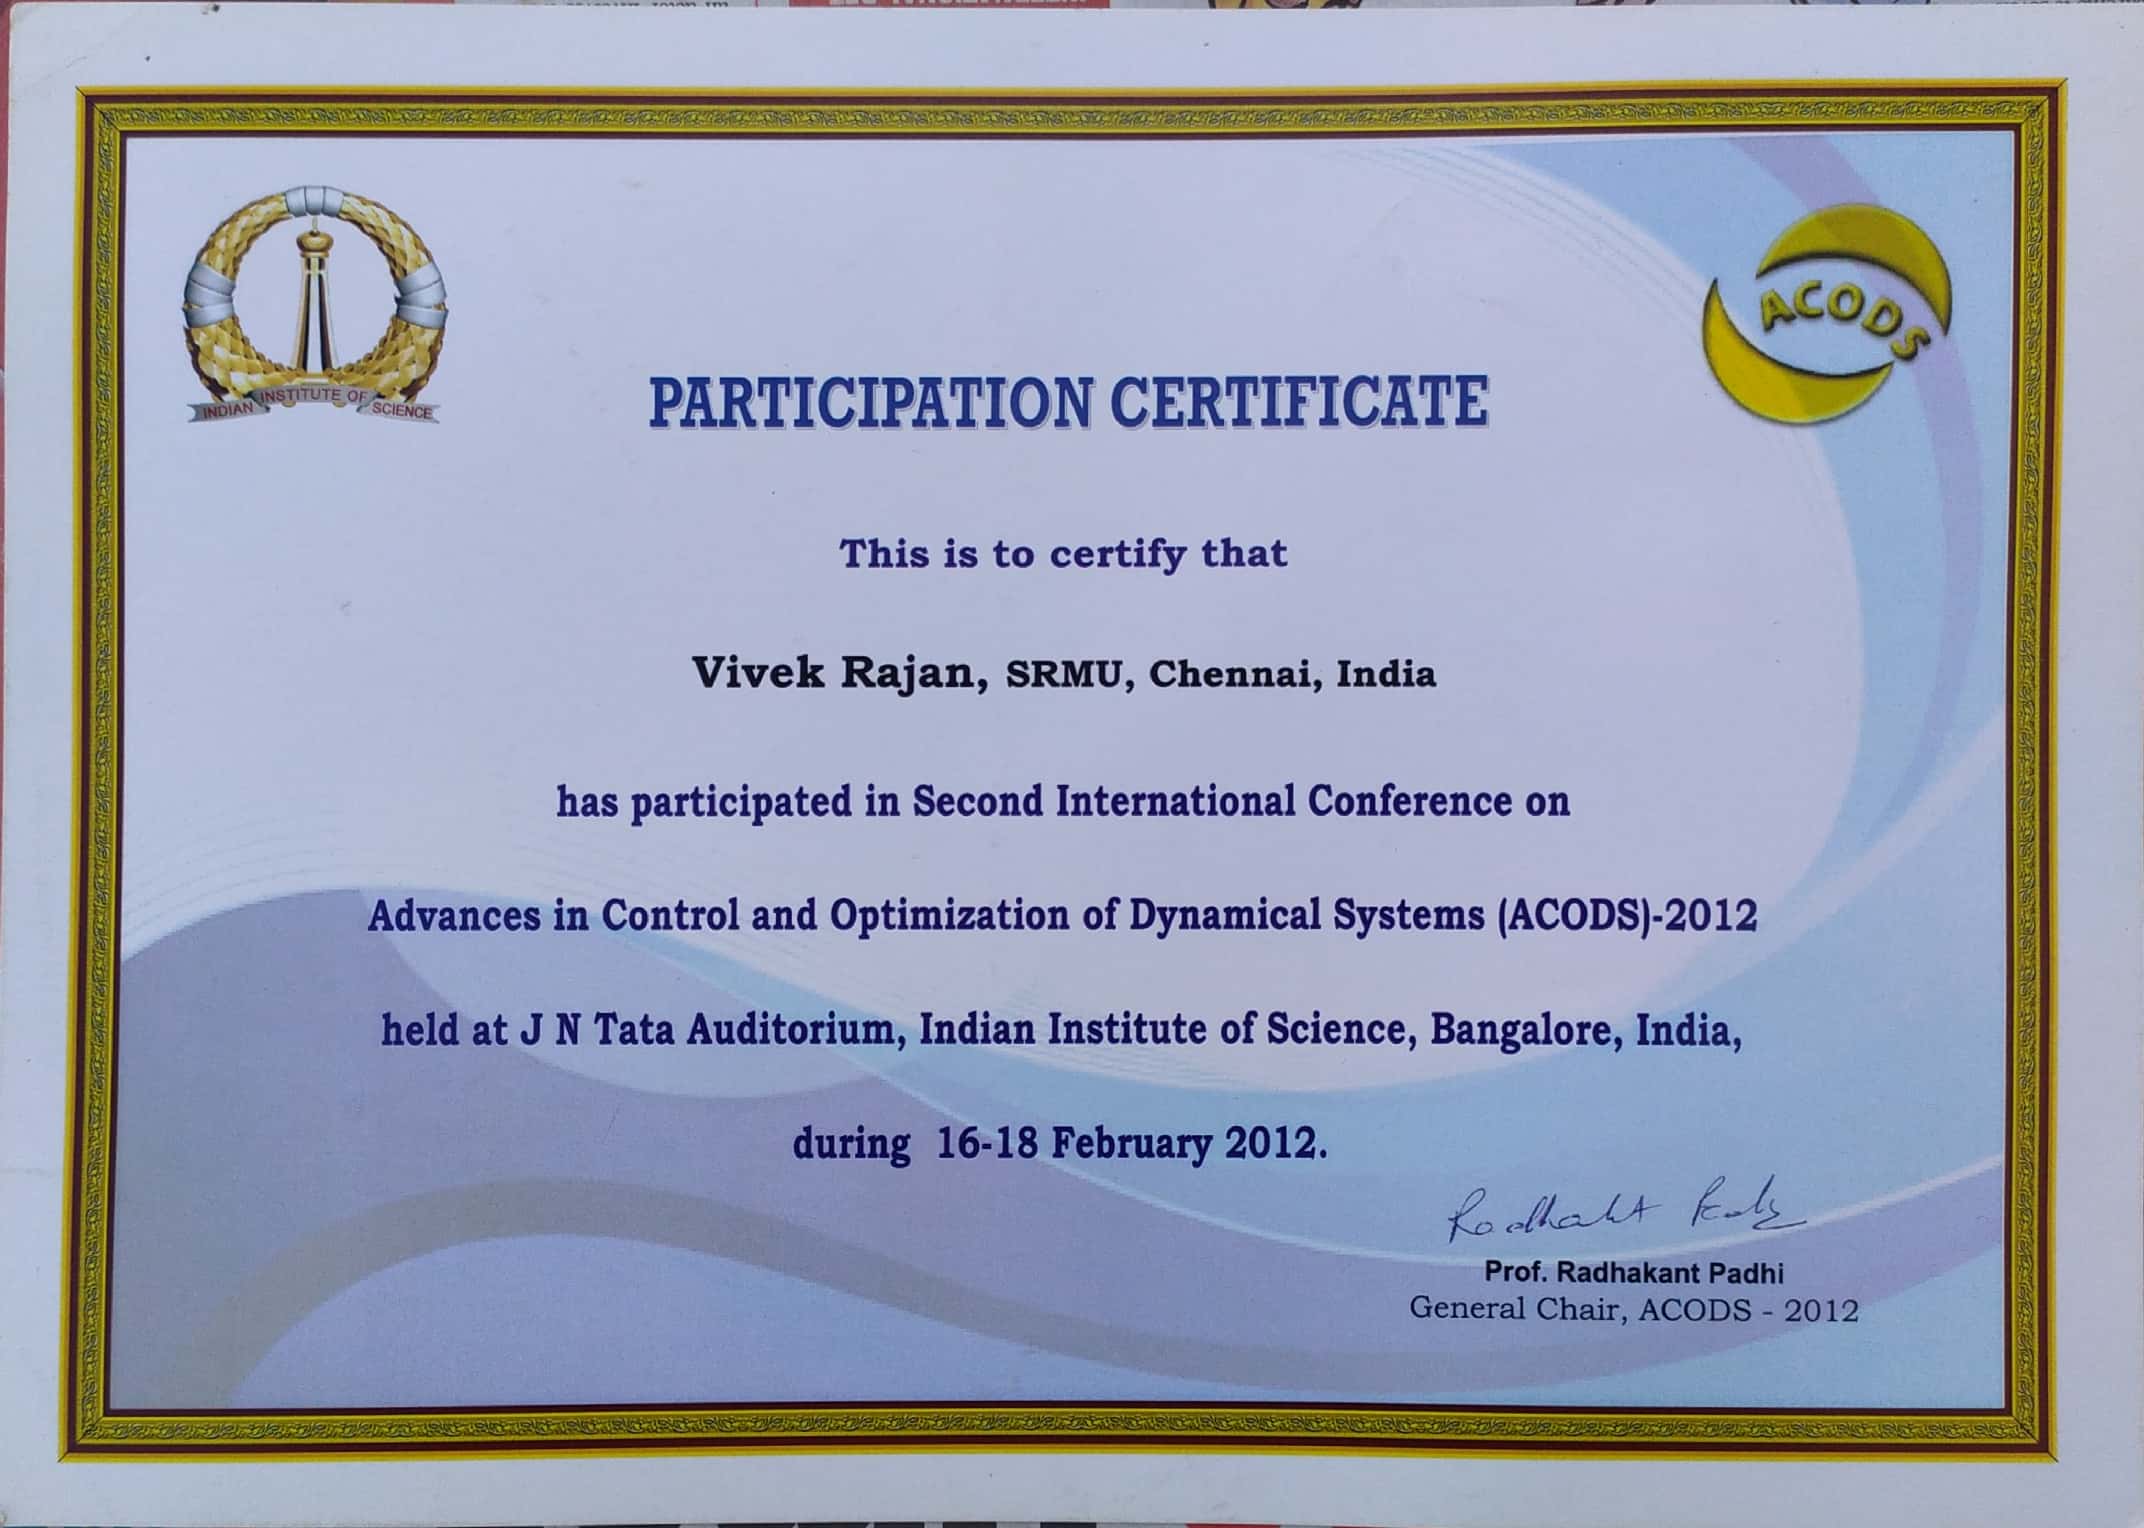 INDIAN INSTITUTE OF SCIENCE
ACODS
PARTICIPATION CERTIFICATE
This is to certify that
Vivek Rajan, SRMU, Chennai, India
has participated in Second International Conference on
Advances in Control and Optimization of Dynamical Systems (ACODS)-2012
held at J N Tata Auditorium, Indian Institute of Science, Bangalore, India,
during 16-18 February 2012.
Prof. Radhakant Padhi
General Chair, ACODS - 2012